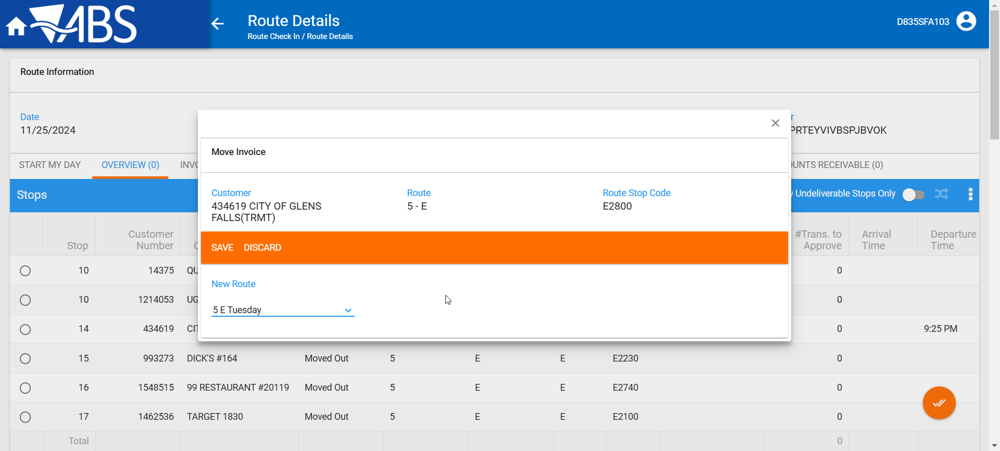 ABS
Route Details
Route Check In / Route Details
D835SFA103
Route Information
Date
11/25/2024
PRTEYVIVBSPJBVOK
START MY DAY
OVERVIEW (0)
Move Invoice
Customer
434619 CITY OF GLENS
FALLS(TRMT)
Route
5 - E
Route Stop Code
E2800
SAVE DISCARD
New Route
5 E Tuesday
OUNTS RECEIVABLE (0)
Stops
Undeliverable Stops Only
Stop
Customer
Number
#Trans. to
Approve
Arrival
Time
Departure
Time
10 14375 QU 0
10 1214053 UG 0
14 434619 CIT 0 9:25 PM
15 993273 DICK'S #164 Moved Out 5 E E E2230 0
16 1548515 99 RESTAURANT #20119 Moved Out 5 E E E2740 0
17 1462536 TARGET 1830 Moved Out 5 E E E2100 0
Total 0